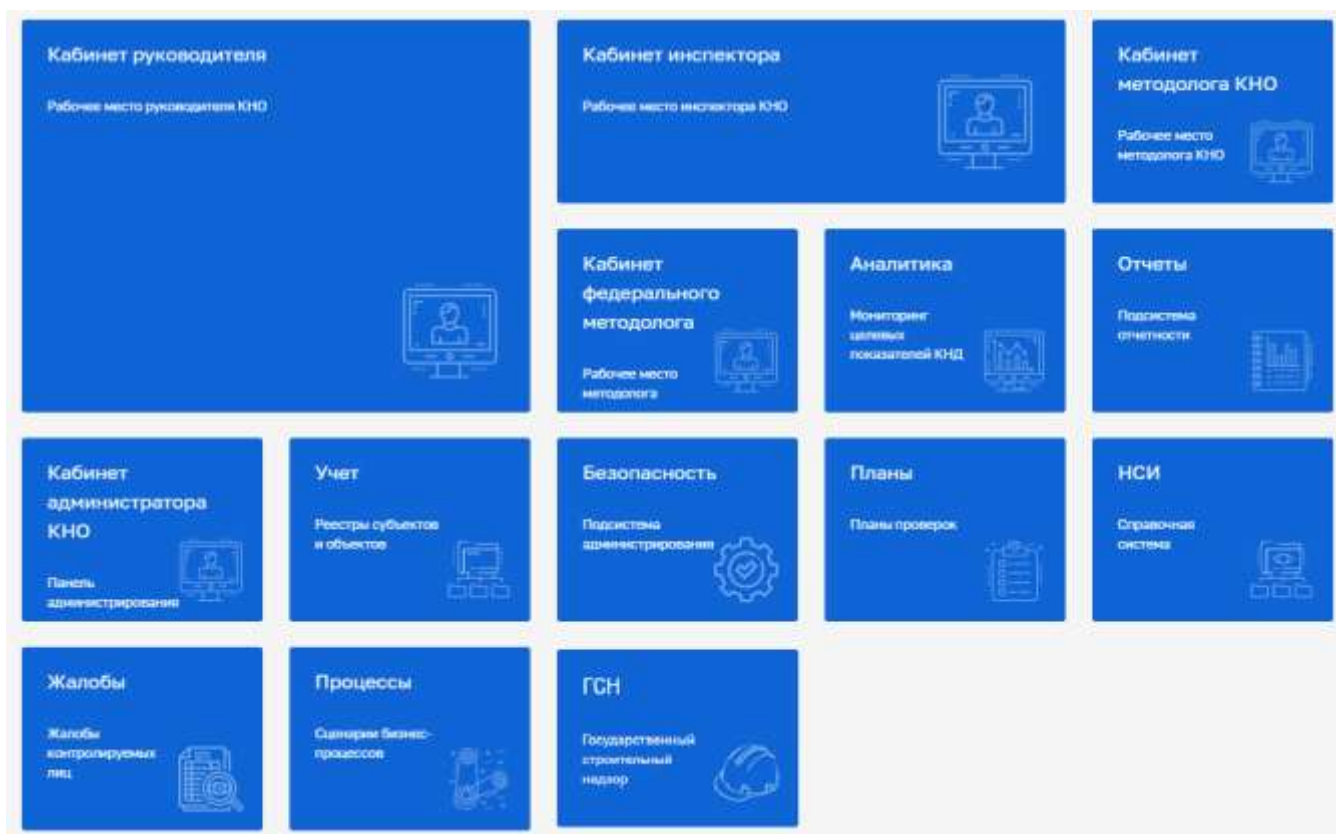 Кабинет руководителя
Рабочее место руководителя КНО
Кабинет инспектора
Рабочее место инспектора КНО
Кабинет
методолога КНО
Рабочее место
методолога КНО
Кабинет
федерального
методолога
Рабочее место
методолога
Аналитика
Мониторинг
целевых
показателей КНД
Отчеты
Подсистема
отчетности
Кабинет
администратора
КНО
Панель
администрирования
Учет
Реестры субъектов
и объектов
Безопасность
Подсистема
администрирования
Планы
Планы проверок
НСИ
Справочная
система
Жалобы
Жалобы
контролируемых
лиц
Процессы
Сценарии бизнес-
процессов
ГСН
Государственный
строительный
надзор